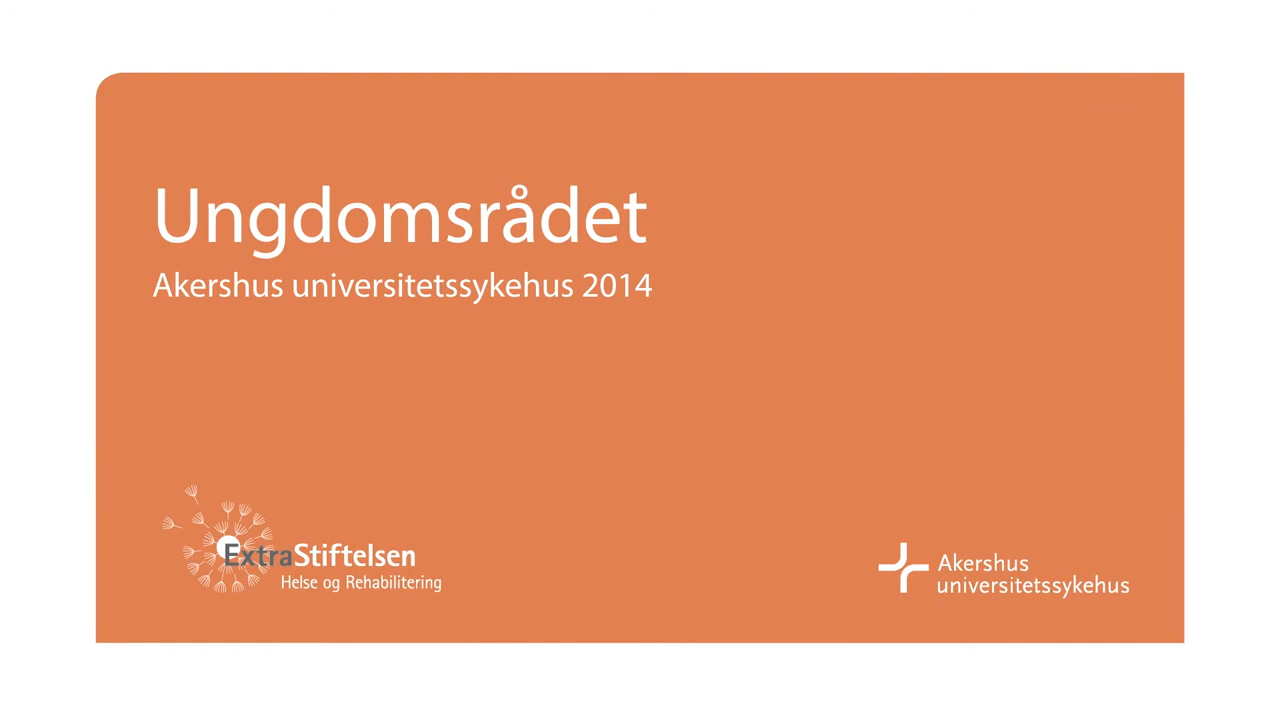 Ungdomsrådet
Akershus universitetssykehus 2014
ExtraStiftelsen
Helse og Rehabilitering
Akershus
universitetssykehus